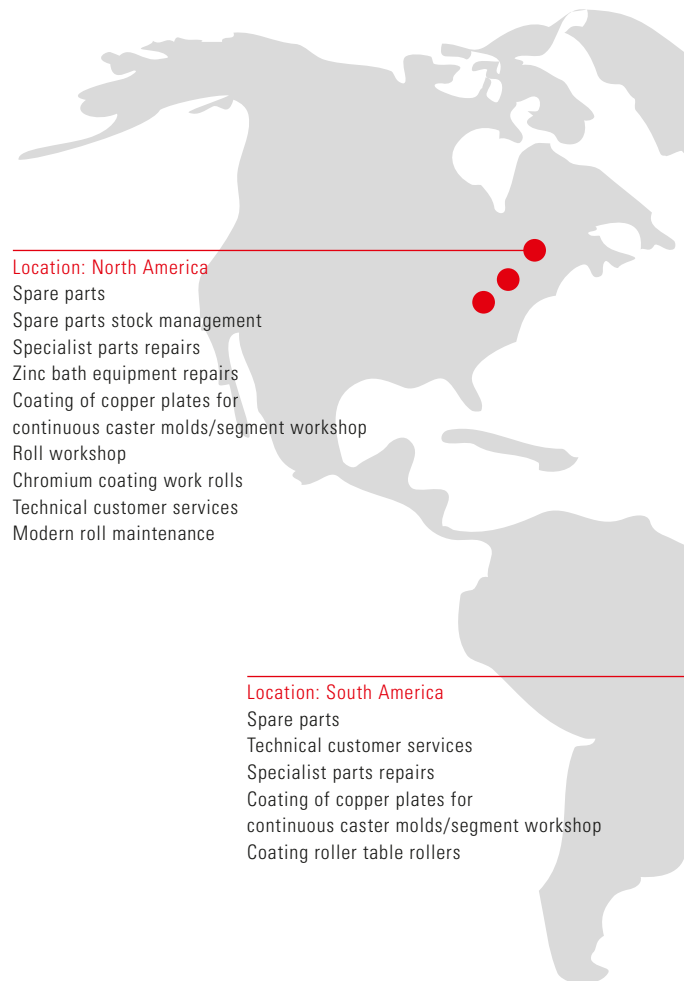 Location: North America
Spare parts
Spare parts stock management
Specialist parts repairs
Zinc bath equipment repairs
Coating of copper plates for
continuous caster molds/segment workshop
Roll workshop
Chromium coating work rolls
Technical customer services
Modern roll maintenance
Location: South America
Spare parts
Technical customer services
Specialist parts repairs
Coating of copper plates for
continuous caster molds/segment workshop
Coating roller table rollers